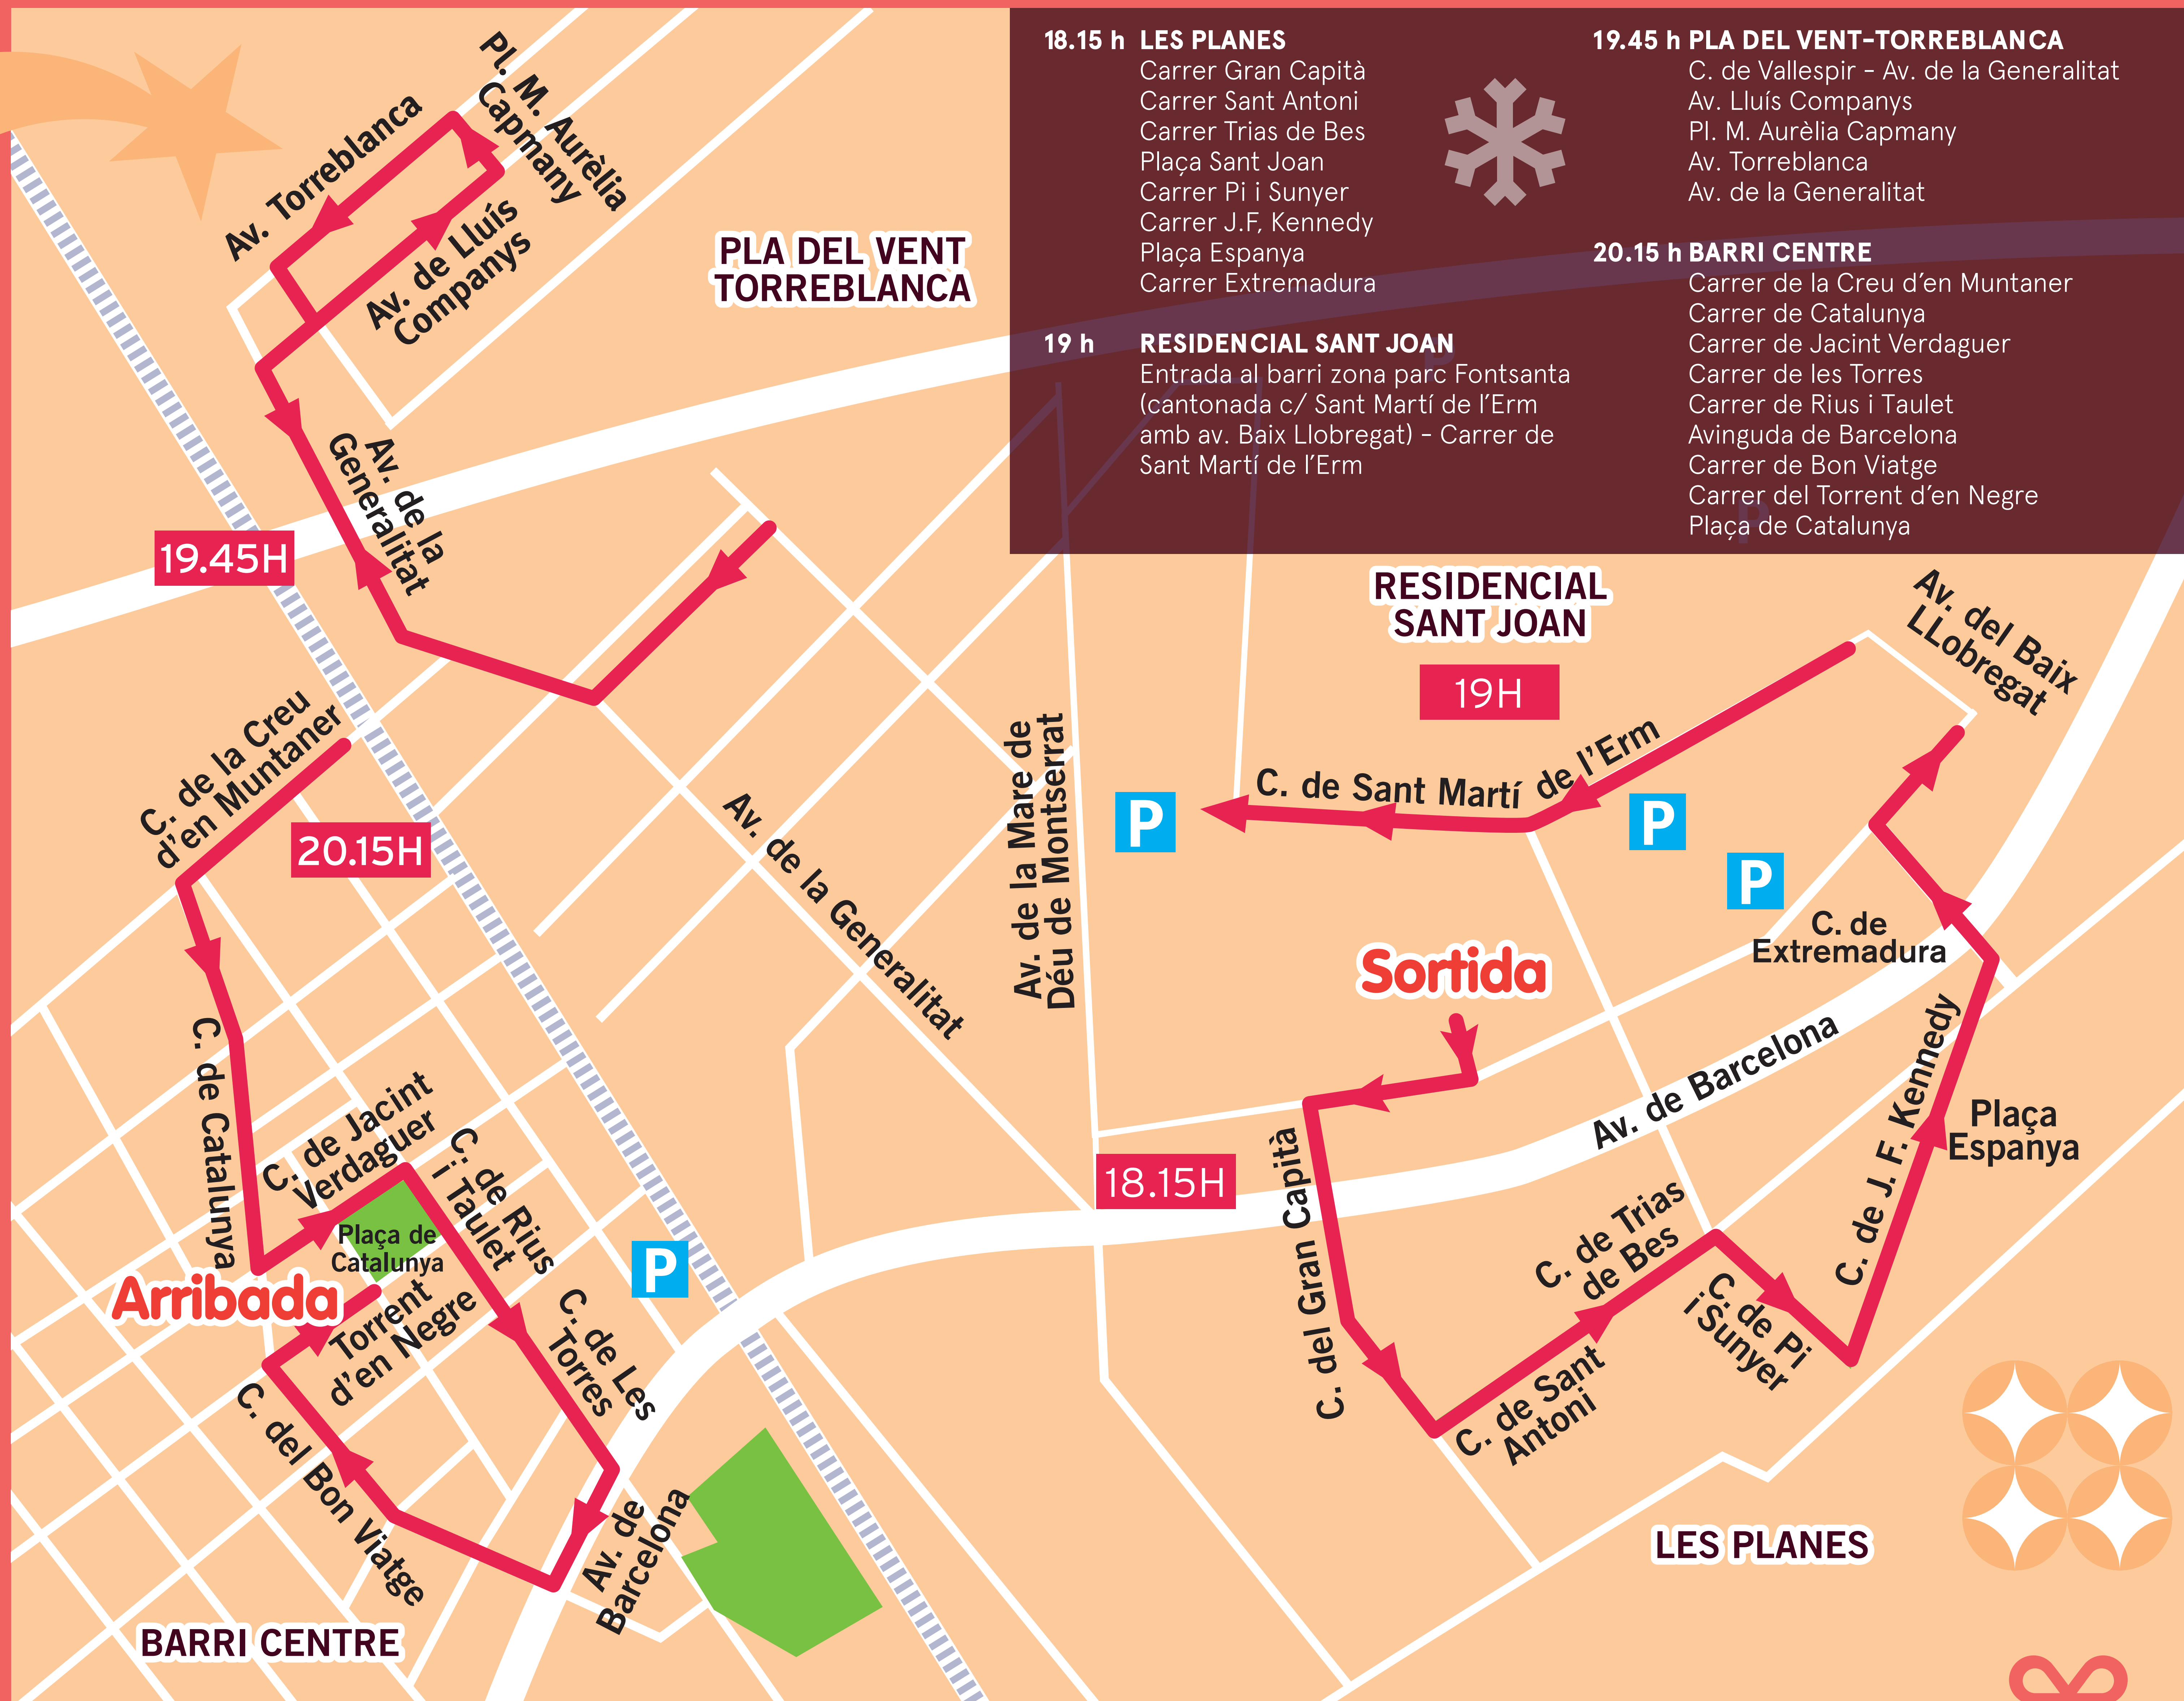 18.15 h LES PLANES
Carrer Gran Capità
Carrer Sant Antoni
Carrer Trias de Bes
Plaça Sant Joan
Carrer Pi i Sunyer
Carrer J.F, Kennedy
Plaça Espanya
Carrer Extremadura
19 h RESIDENCIAL SANT JOAN
Entrada al barri zona parc Fontsanta
(cantonada c/ Sant Martí de l'Erm
amb av. Baix Llobregat) - Carrer de
Sant Martí de l'Erm
19.45 h PLA DEL VENT-TORREBLANCA
C. de Vallespir - Av. de la Generalitat
Av. Lluís Companys
Pl. M. Aurèlia Capmany
Av. Torreblanca
Av. de la Generalitat
20.15 h BARRI CENTRE
Carrer de la Creu d'en Muntaner
Carrer de Catalunya
Carrer de Jacint Verdaguer
Carrer de les Torres
Carrer de Rius i Taulet
Avinguda de Barcelona
Carrer de Bon Viatge
Carrer del Torrent d'en Negre
Plaça de Catalunya
Pl. M. Aurèlia
Capmany
Av. Torreblanca
Av. de Lluís
Companys
PLA DEL VENT
TORREBLANCA
Av. de la
Generalitat
19.45H
RESIDENCIAL
SANT JOAN
19H
Av. del Baix
LLobregat
C. de Sant Martí de l'Erm
P
P
P
P
P
P
C. de la Creu
d'en Muntaner
20.15H
Av. de la Generalitat
Av. de la Mare de
Déu de Montserrat
C. de
Extremadura
Sortida
Av. de Barcelona
C. de J. F. Kennedy
Plaça
Espanya
18.15H
C. del Gran Capità
C. de Trias
de Bes
C. de Pi
i Sunyer
C. de Sant
Antoni
LES PLANES
C. de Catalunya
C. de Jacint
Verdaguer
C. de Rius
i Taulet
Plaça de
Catalunya
Arribada
Torrent
d'en Negre
C. de Les
Torres
C. del Bon Viatge
Av. de
Barcelona
BARRI CENTRE